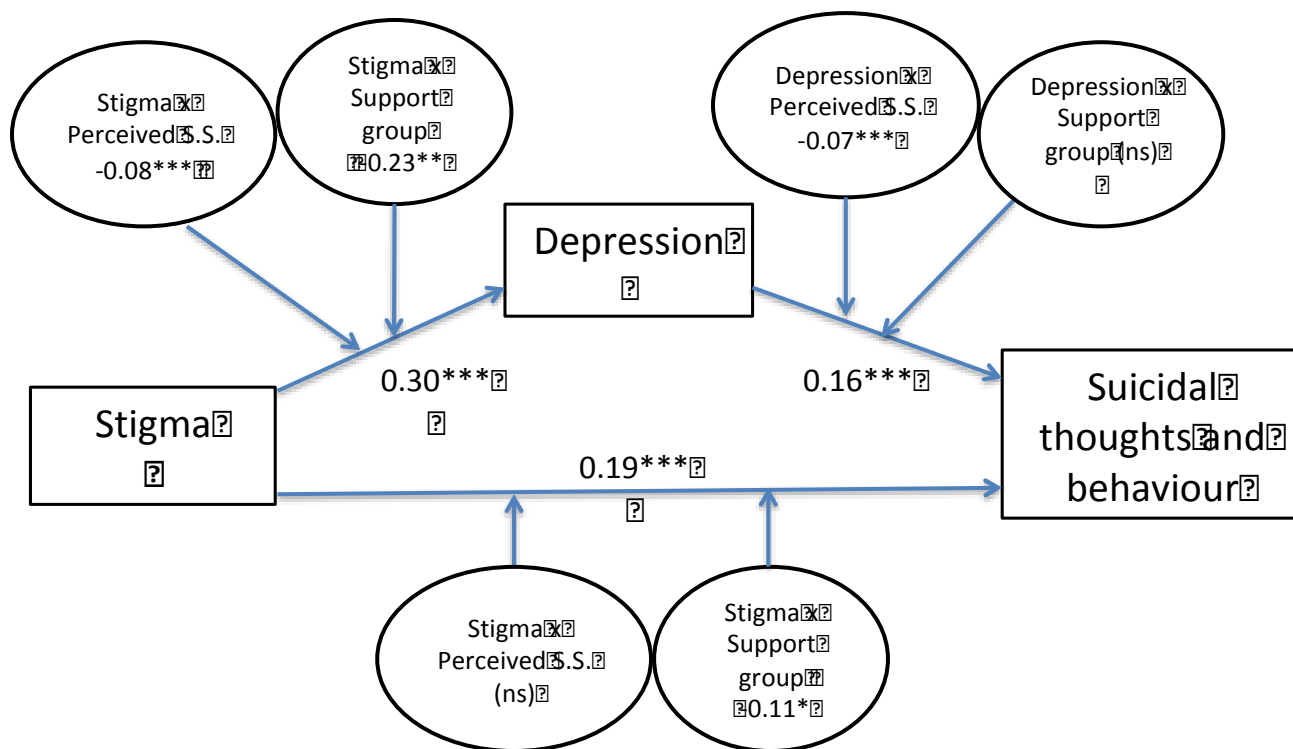 Stigma x
Perceived S.S.
-0.08***
Stigma x
Support
group
-0.23**
Depression x
Perceived S.S.
-0.07***
Depression x
Support
group (ns)
Depression
0.30***
0.16***
Stigma
0.19***
Suicidal
thoughts and
behaviour
Stigma x
Perceived S.S.
(ns)
Stigma x
Support
group
-0.11*